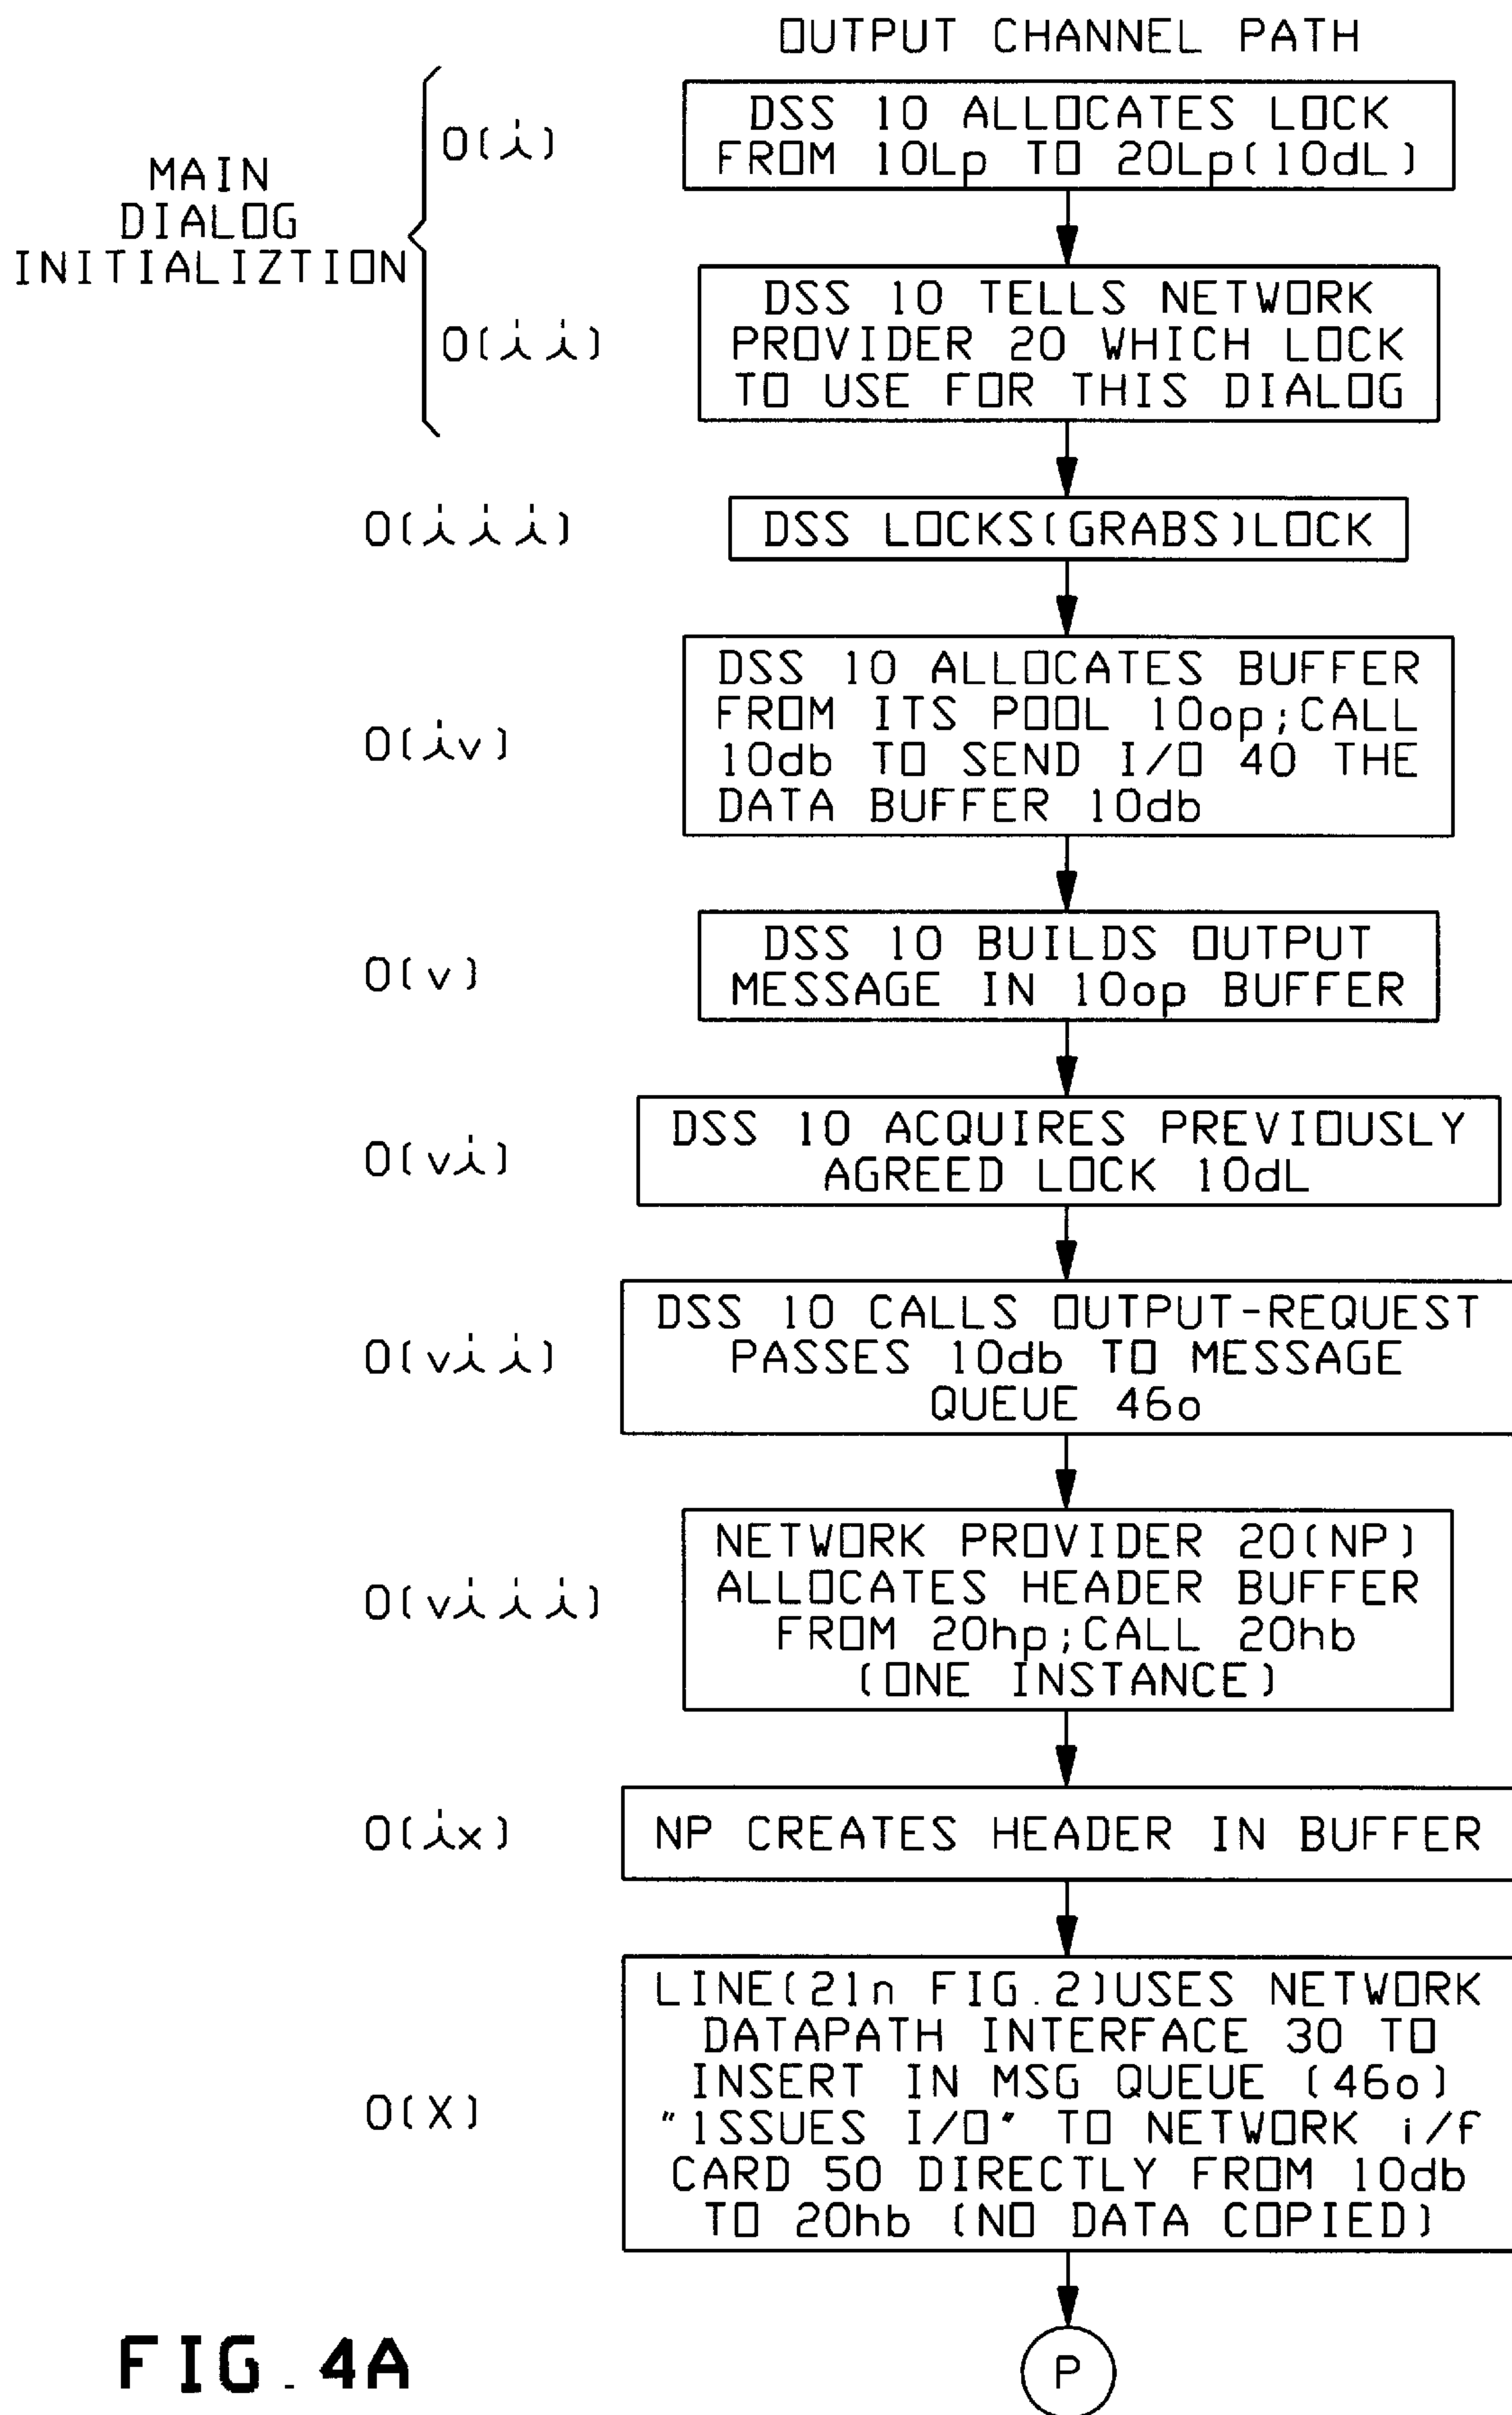 OUTPUT CHANNEL PATH
MAIN
DIALOG
INITIALIZTION
O(i)
DSS 10 ALLOCATES LOCK
FROM 10Lp TO 20Lp(10dL)
O(ii)
DSS 10 TELLS NETWORK
PROVIDER 20 WHICH LOCK
TO USE FOR THIS DIALOG
O(iii)
DSS LOCKS(GRABS)LOCK
O(iv)
DSS 10 ALLOCATES BUFFER
FROM ITS POOL 10op;CALL
10db TO SEND I/O 40 THE
DATA BUFFER 10db
O(v)
DSS 10 BUILDS OUTPUT
MESSAGE IN 10op BUFFER
O(vi)
DSS 10 ACQUIRES PREVIOUSLY
AGREED LOCK 10dL
O(vii)
DSS 10 CALLS OUTPUT-REQUEST
PASSES 10db TO MESSAGE
QUEUE 46o
O(viii)
NETWORK PROVIDER 20(NP)
ALLOCATES HEADER BUFFER
FROM 20hp;CALL 20hb
(ONE INSTANCE)
O(ix)
NP CREATES HEADER IN BUFFER
O(X)
LINE(21n FIG.2)USES NETWORK
DATAPATH INTERFACE 30 TO
INSERT IN MSG QUEUE (46o)
"1SSUES I/O" TO NETWORK i/f
CARD 50 DIRECTLY FROM 10db
TO 20hb (NO DATA COPIED)
P
FIG.4A